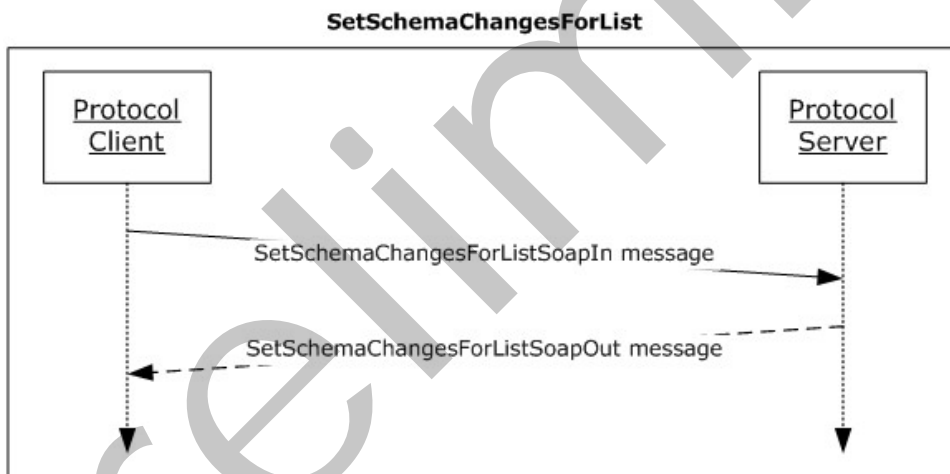 SetSchemaChangesForList
Protocol
Client
Protocol
Server
SetSchemaChangesForListSoapIn message
SetSchemaChangesForListSoapOut message